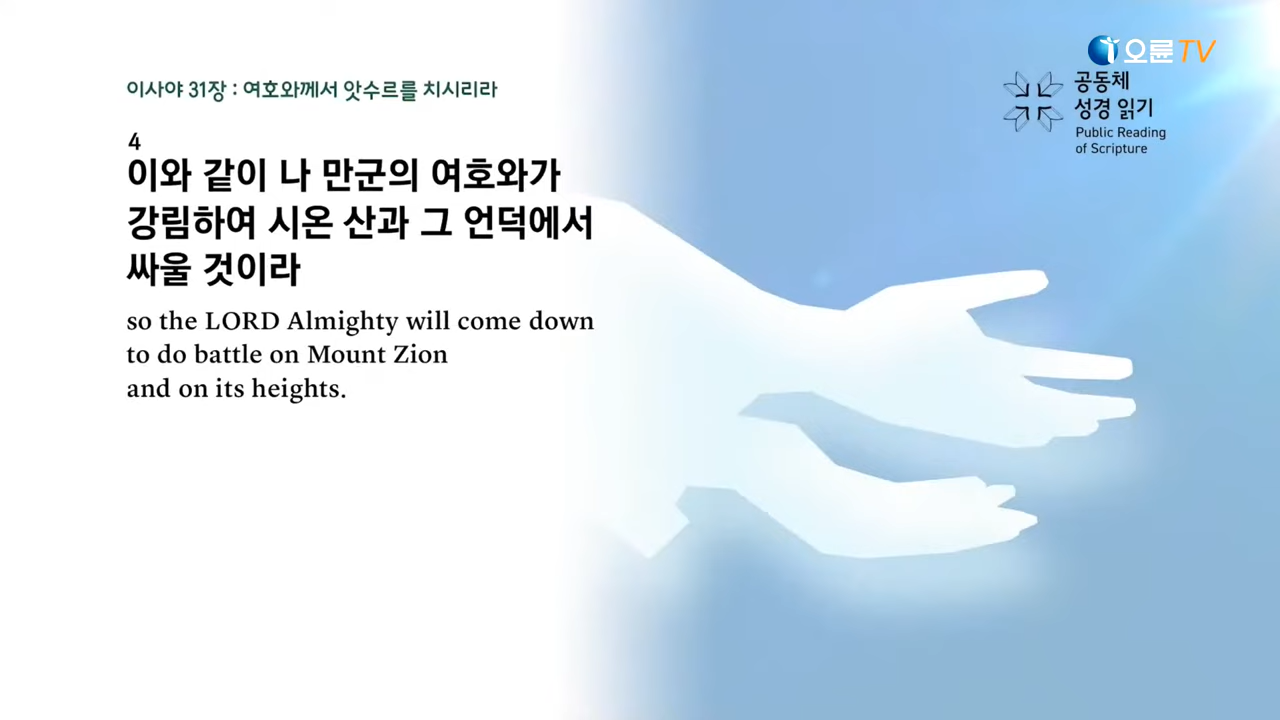 오륜TV
이사야 31장 : 여호와께서 앗수르를 치시리라
공동체
성경 읽기
Public Reading
of Scripture
4
이와 같이 나 만군의 여호와가
강림하여 시온 산과 그 언덕에서
싸울 것이라
so the LORD Almighty will come down
to do battle on Mount Zion
and on its heights.